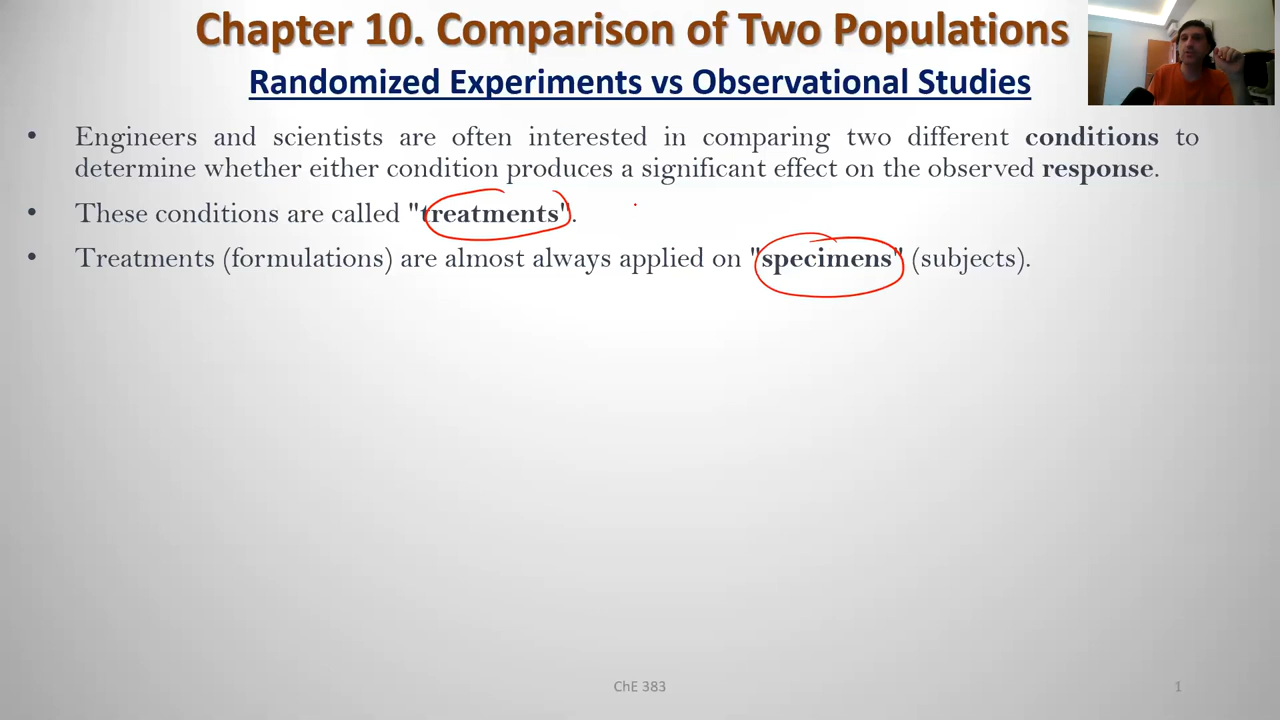 Chapter 10. Comparison of Two Populations
Randomized Experiments vs Observational Studies
• Engineers and scientists are often interested in comparing two different conditions to
determine whether either condition produces a significant effect on the observed response.
• These conditions are called "treatments".
• Treatments (formulations) are almost always applied on "specimens" (subjects).
ChE 383
1